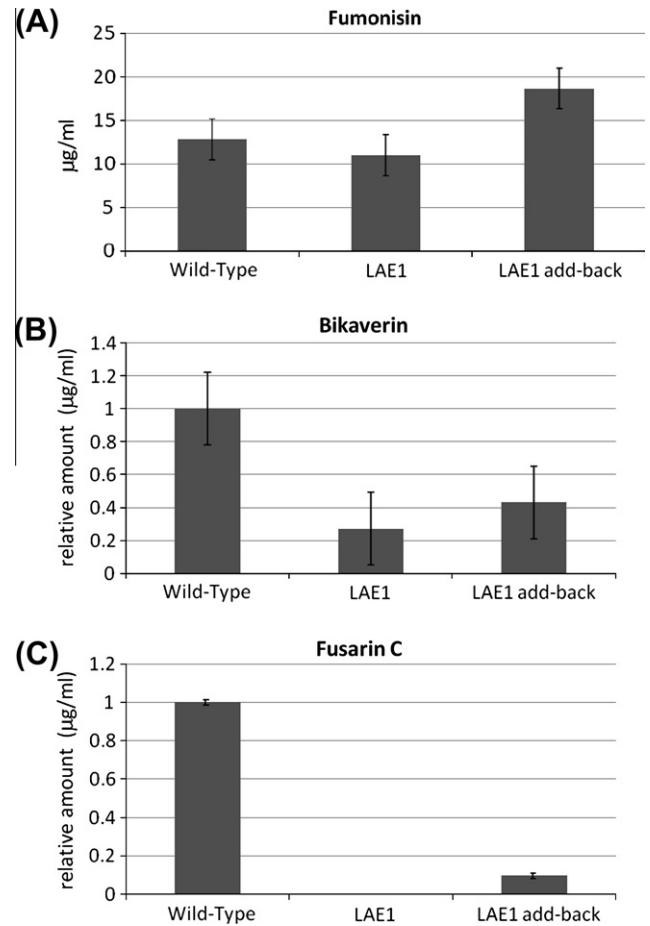 (A)
Fumonisin
25
20
15
10
5
0
µg/ml
Wild-Type LAE1 LAE1 add-back
(B)
Bikaverin
1.4
1.2
1
0.8
0.6
0.4
0.2
0
relative amount (µg/ml)
Wild-Type LAE1 LAE1 add-back
(C)
Fusarin C
1.2
1
0.8
0.6
0.4
0.2
0
relative amount (µg/ml)
Wild-Type LAE1 LAE1 add-back